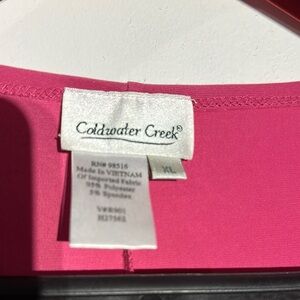 Coldwater Creek®
RN# 98516
Made In VIETNAM
Of Imported Fabric
95% Polyester
5% Spandex
XL